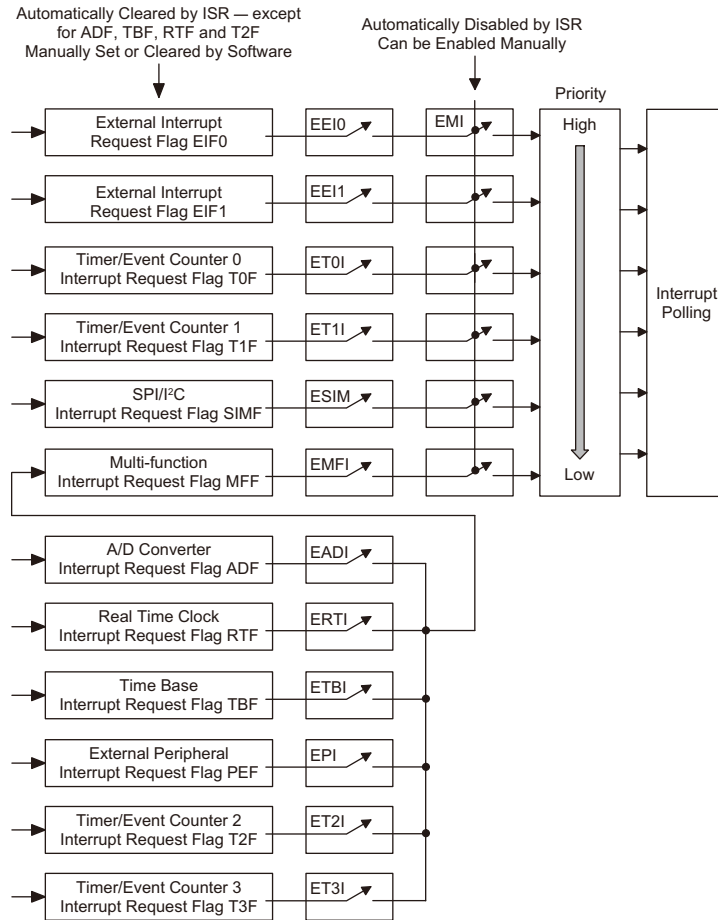 Automatically Cleared by ISR — except
for ADF, TBF, RTF and T2F
Manually Set or Cleared by Software
Automatically Disabled by ISR
Can be Enabled Manually
Priority
External Interrupt
Request Flag EIF0
EEI0
EMI
High
External Interrupt
Request Flag EIF1
EEI1
Timer/Event Counter 0
Interrupt Request Flag T0F
ET0I
Interrupt
Polling
Timer/Event Counter 1
Interrupt Request Flag T1F
ET1I
SPI/I²C
Interrupt Request Flag SIMF
ESIM
Multi-function
Interrupt Request Flag MFF
EMFI
Low
A/D Converter
Interrupt Request Flag ADF
EADI
Real Time Clock
Interrupt Request Flag RTF
ERTI
Time Base
Interrupt Request Flag TBF
ETBI
External Peripheral
Interrupt Request Flag PEF
EPI
Timer/Event Counter 2
Interrupt Request Flag T2F
ET2I
Timer/Event Counter 3
Interrupt Request Flag T3F
ET3I